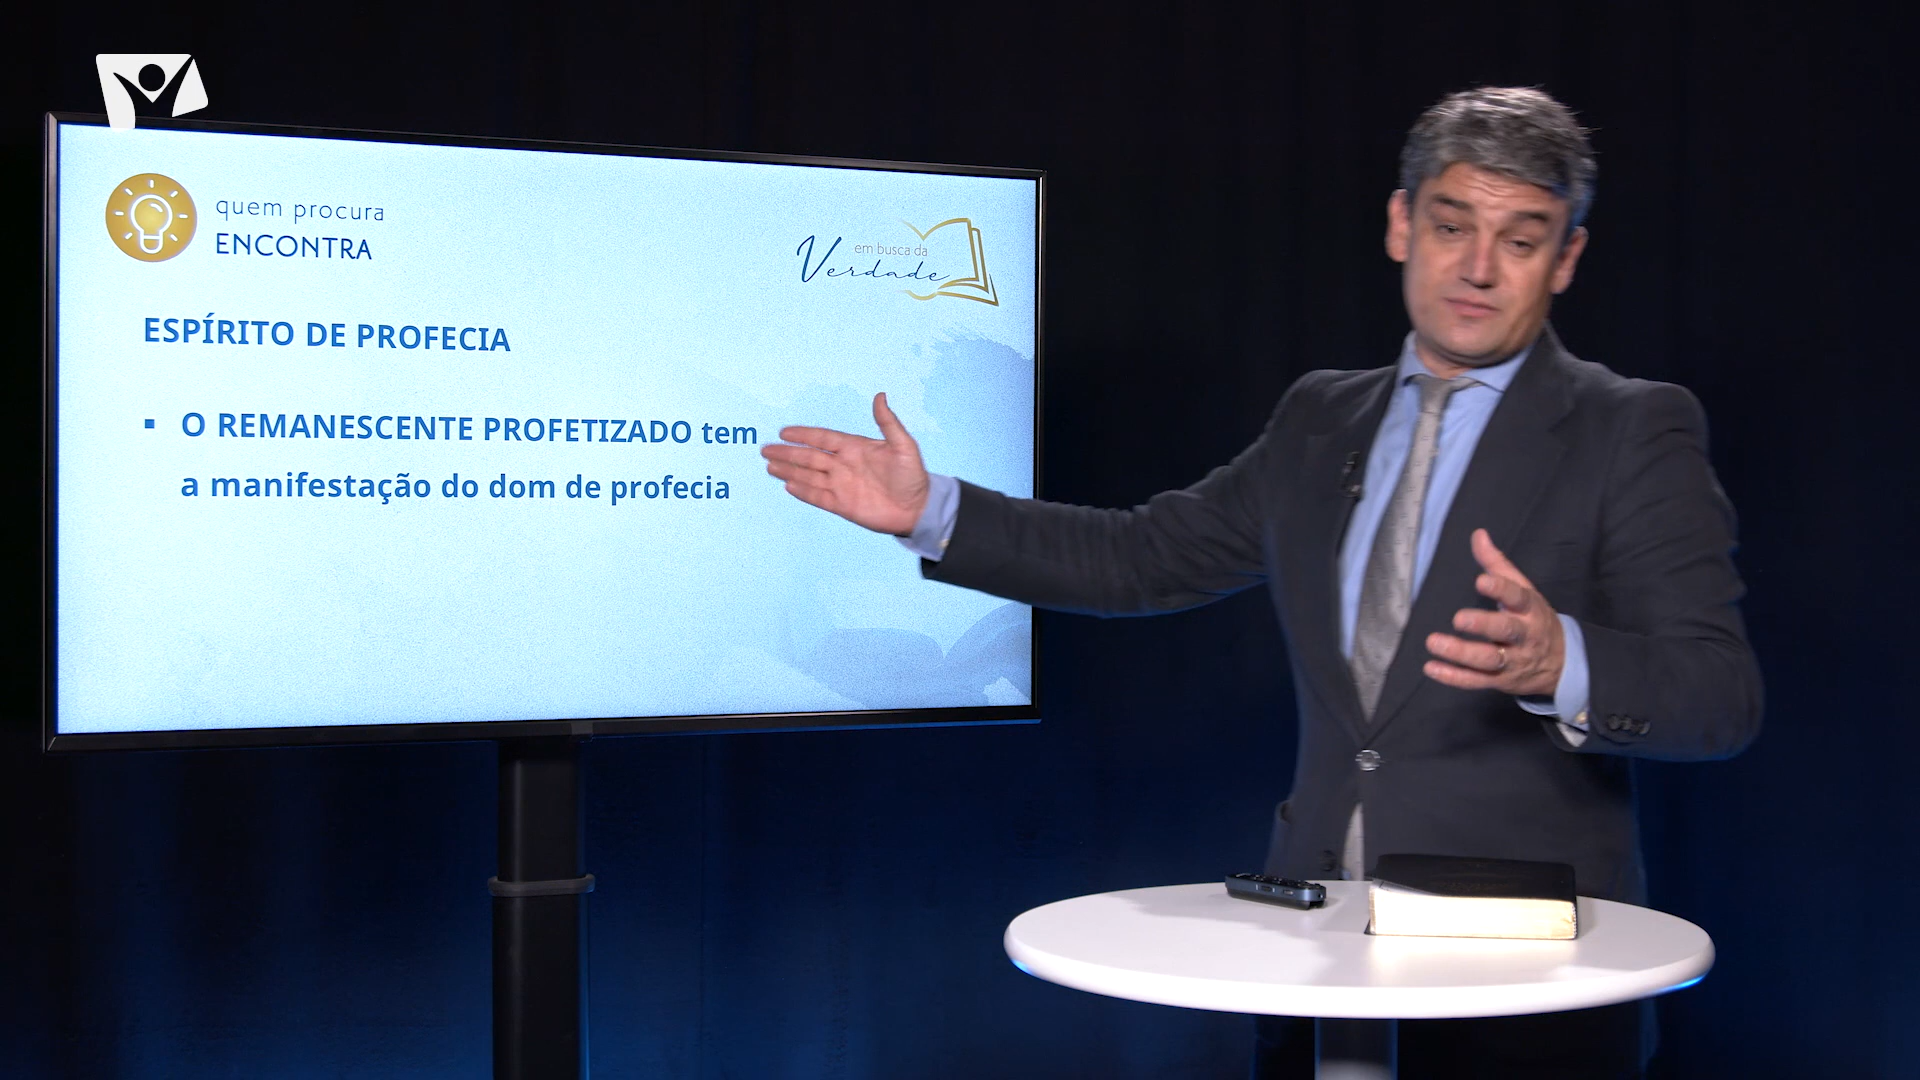 quem procura
ENCONTRA
em busca da
Verdade
ESPÍRITO DE PROFECIA
▪ O REMANESCENTE PROFETIZADO tem
a manifestação do dom de profecia